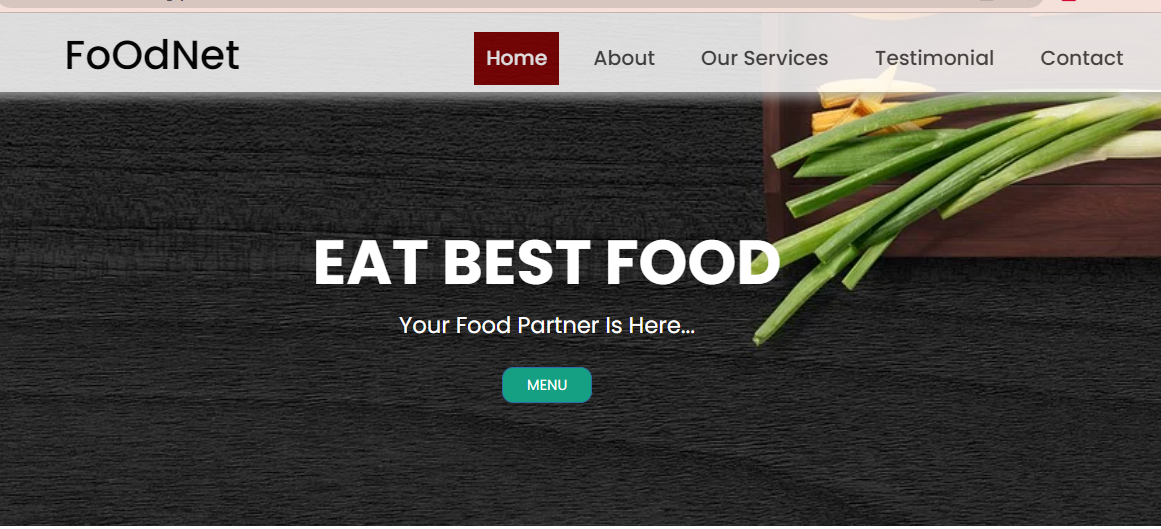 FoOdNet
Home About Our Services Testimonial Contact
EAT BEST FOOD
Your Food Partner Is Here...
MENU